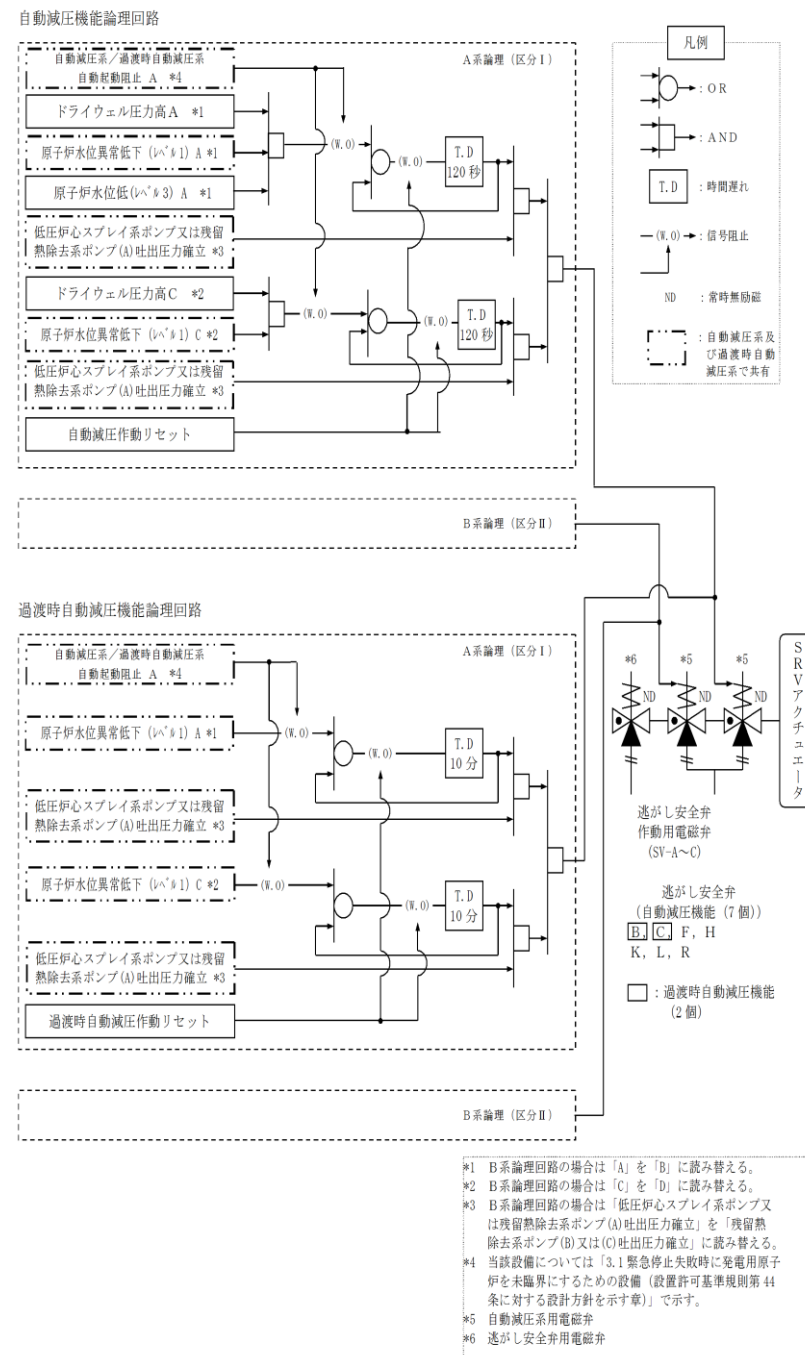 自動減圧機能論理回路
自動減圧系／過渡時自動減圧系
自動起動阻止 A *4
A系論理（区分Ⅰ）
ドライウェル圧力高A *1
原子炉水位異常低下（ﾚﾍﾞﾙ1）A *1
原子炉水位低(ﾚﾍﾞﾙ3) A *1
低圧炉心スプレイ系ポンプ又は残留
熱除去系ポンプ(A)吐出圧力確立 *3
ドライウェル圧力高C *2
原子炉水位異常低下（ﾚﾍﾞﾙ1）C *2
低圧炉心スプレイ系ポンプ又は残留
熱除去系ポンプ(A)吐出圧力確立 *3
自動減圧作動リセット
(W.O)
(W.O)
T.D
120秒
(W.O)
(W.O)
T.D
120秒
凡例
：OR
：AND
T.D ：時間遅れ
(W.O) ：信号阻止
ND ：常時無励磁
：自動減圧系及
び過渡時自動
減圧系で共有
B系論理（区分Ⅱ）
過渡時自動減圧機能論理回路
自動減圧系／過渡時自動減圧系
自動起動阻止 A *4
A系論理（区分Ⅰ）
原子炉水位異常低下（ﾚﾍﾞﾙ1）A *1
低圧炉心スプレイ系ポンプ又は残留
熱除去系ポンプ(A)吐出圧力確立 *3
原子炉水位異常低下（ﾚﾍﾞﾙ1）C *2
低圧炉心スプレイ系ポンプ又は残留
熱除去系ポンプ(A)吐出圧力確立 *3
過渡時自動減圧作動リセット
(W.O)
(W.O)
T.D
10分
(W.O)
(W.O)
T.D
10分
B系論理（区分Ⅱ）
*6 *5 *5
ND ND ND
SRVアクチュエータ
逃がし安全弁
作動用電磁弁
(SV-A～C)
逃がし安全弁
（自動減圧機能（7個））
B, C, F, H
K, L, R
：過渡時自動減圧機能
（2個）
*1 B系論理回路の場合は「A」を「B」に読み替える。
*2 B系論理回路の場合は「C」を「D」に読み替える。
*3 B系論理回路の場合は「低圧炉心スプレイ系ポンプ又
は残留熱除去系ポンプ(A)吐出圧力確立」を「残留熱
除去系ポンプ(B)又は(C)吐出圧力確立」に読み替える。
*4 当該設備については「3.1 緊急停止失敗時に発電用原子
炉を未臨界にするための設備（設置許可基準規則第44
条に対する設計方針を示す章）」で示す。
*5 自動減圧系用電磁弁
*6 逃がし安全弁用電磁弁